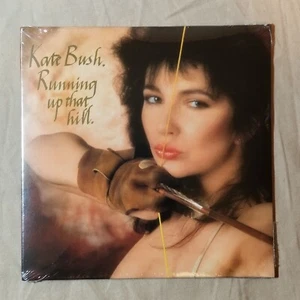 Kate Bush.
Running
up that
hill.